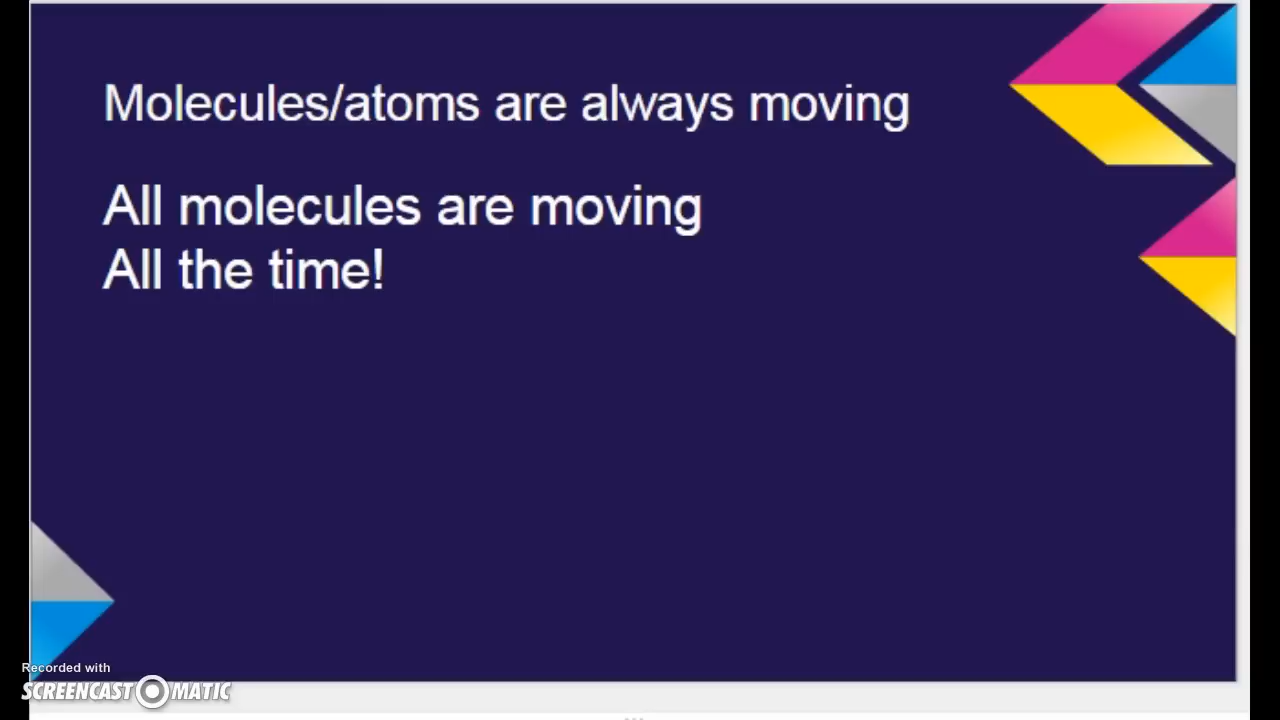 Molecules/atoms are always moving
All molecules are moving
All the time!
Recorded with
SCREENCAST-O-MATIC